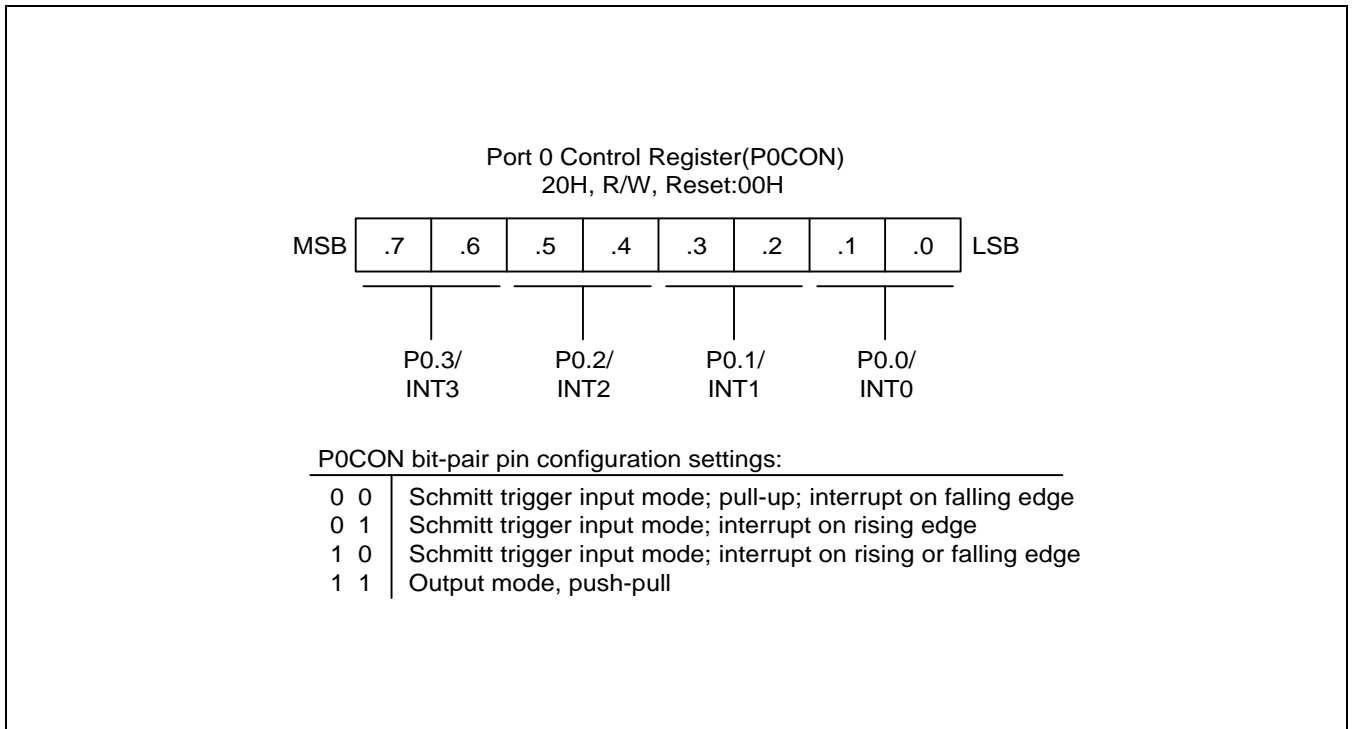 Port 0 Control Register(P0CON)
20H, R/W, Reset:00H
MSB .7 .6 .5 .4 .3 .2 .1 .0 LSB
P0.3/ P0.2/ P0.1/ P0.0/
INT3 INT2 INT1 INT0
P0CON bit-pair pin configuration settings:
0 0 Schmitt trigger input mode; pull-up; interrupt on falling edge
0 1 Schmitt trigger input mode; interrupt on rising edge
1 0 Schmitt trigger input mode; interrupt on rising or falling edge
1 1 Output mode, push-pull